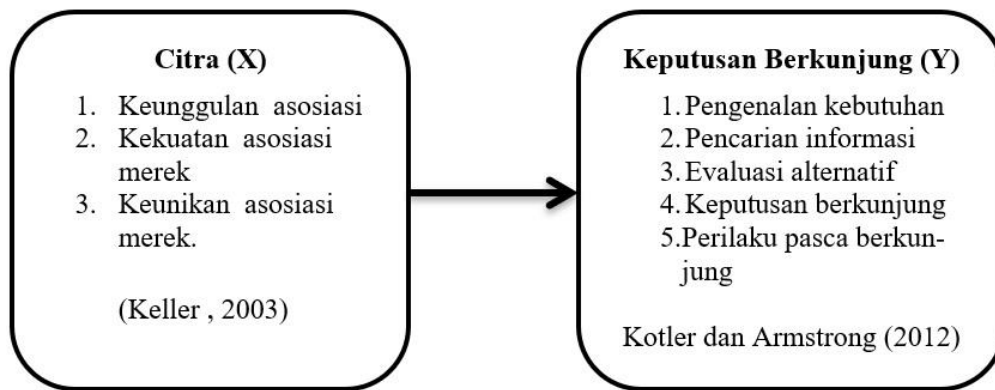 Citra (X)
1. Keunggulan asosiasi
2. Kekuatan asosiasi
merek
3. Keunikan asosiasi
merek.
(Keller , 2003)
Keputusan Berkunjung (Y)
1. Pengenalan kebutuhan
2. Pencarian informasi
3. Evaluasi alternatif
4. Keputusan berkunjung
5.Perilaku pasca berkun-
jung
Kotler dan Armstrong (2012)